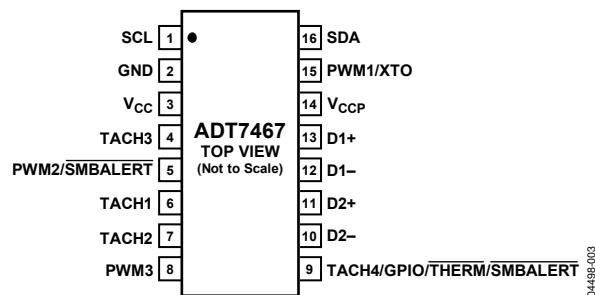 SCL 1 16 SDA
GND 2 15 PWM1/XTO
VCC 3 14 VCCP
TACH3 4 ADT7467 13 D1+
TOP VIEW
PWM2/SMBALERT 5 (Not to Scale) 12 D1–
TACH1 6 11 D2+
TACH2 7 10 D2–
PWM3 8 9 TACH4/GPIO/THERM/SMBALERT
04498-003